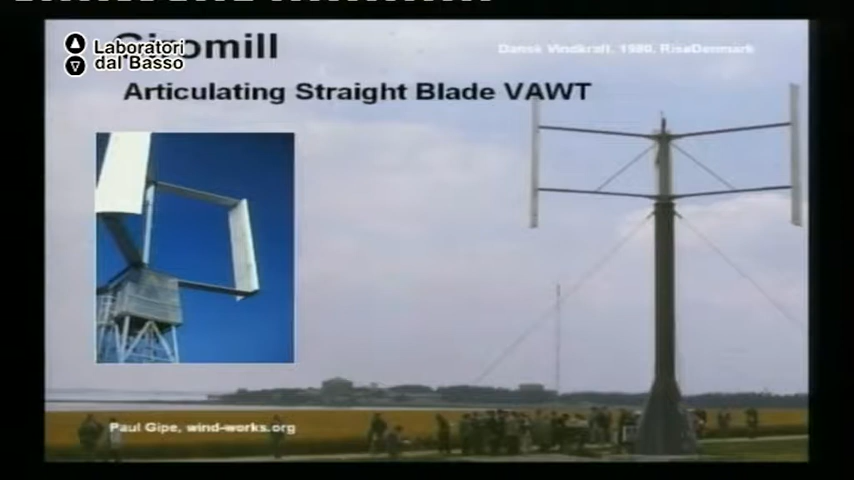 Laboratori
dal Basso
Giromill
Dansk Vindkraft, 1980, RisøDenmark
Articulating Straight Blade VAWT
Paul Gipe, wind-works.org